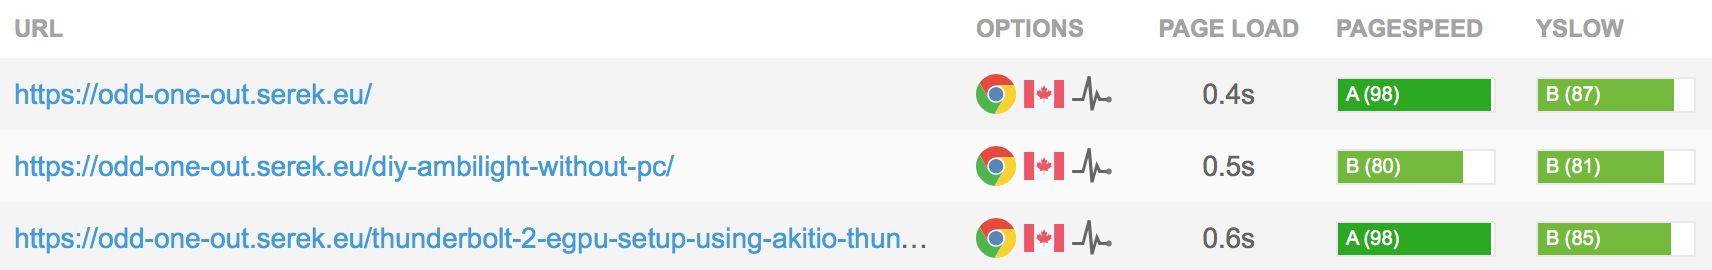 URL OPTIONS PAGE LOAD PAGESPEED YSLOW
https://odd-one-out.serek.eu/ 0.4s A (98) B (87)
https://odd-one-out.serek.eu/diy-ambilight-without-pc/ 0.5s B (80) B (81)
https://odd-one-out.serek.eu/thunderbolt-2-egpu-setup-using-akitio-thun... 0.6s A (98) B (85)